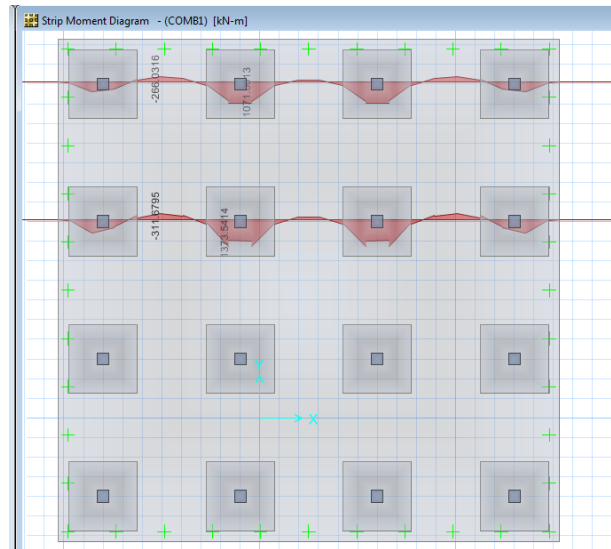 Strip Moment Diagram - (COMB1) [kN-m]
-266.0316
-311.6795
1373.5414
Y
X